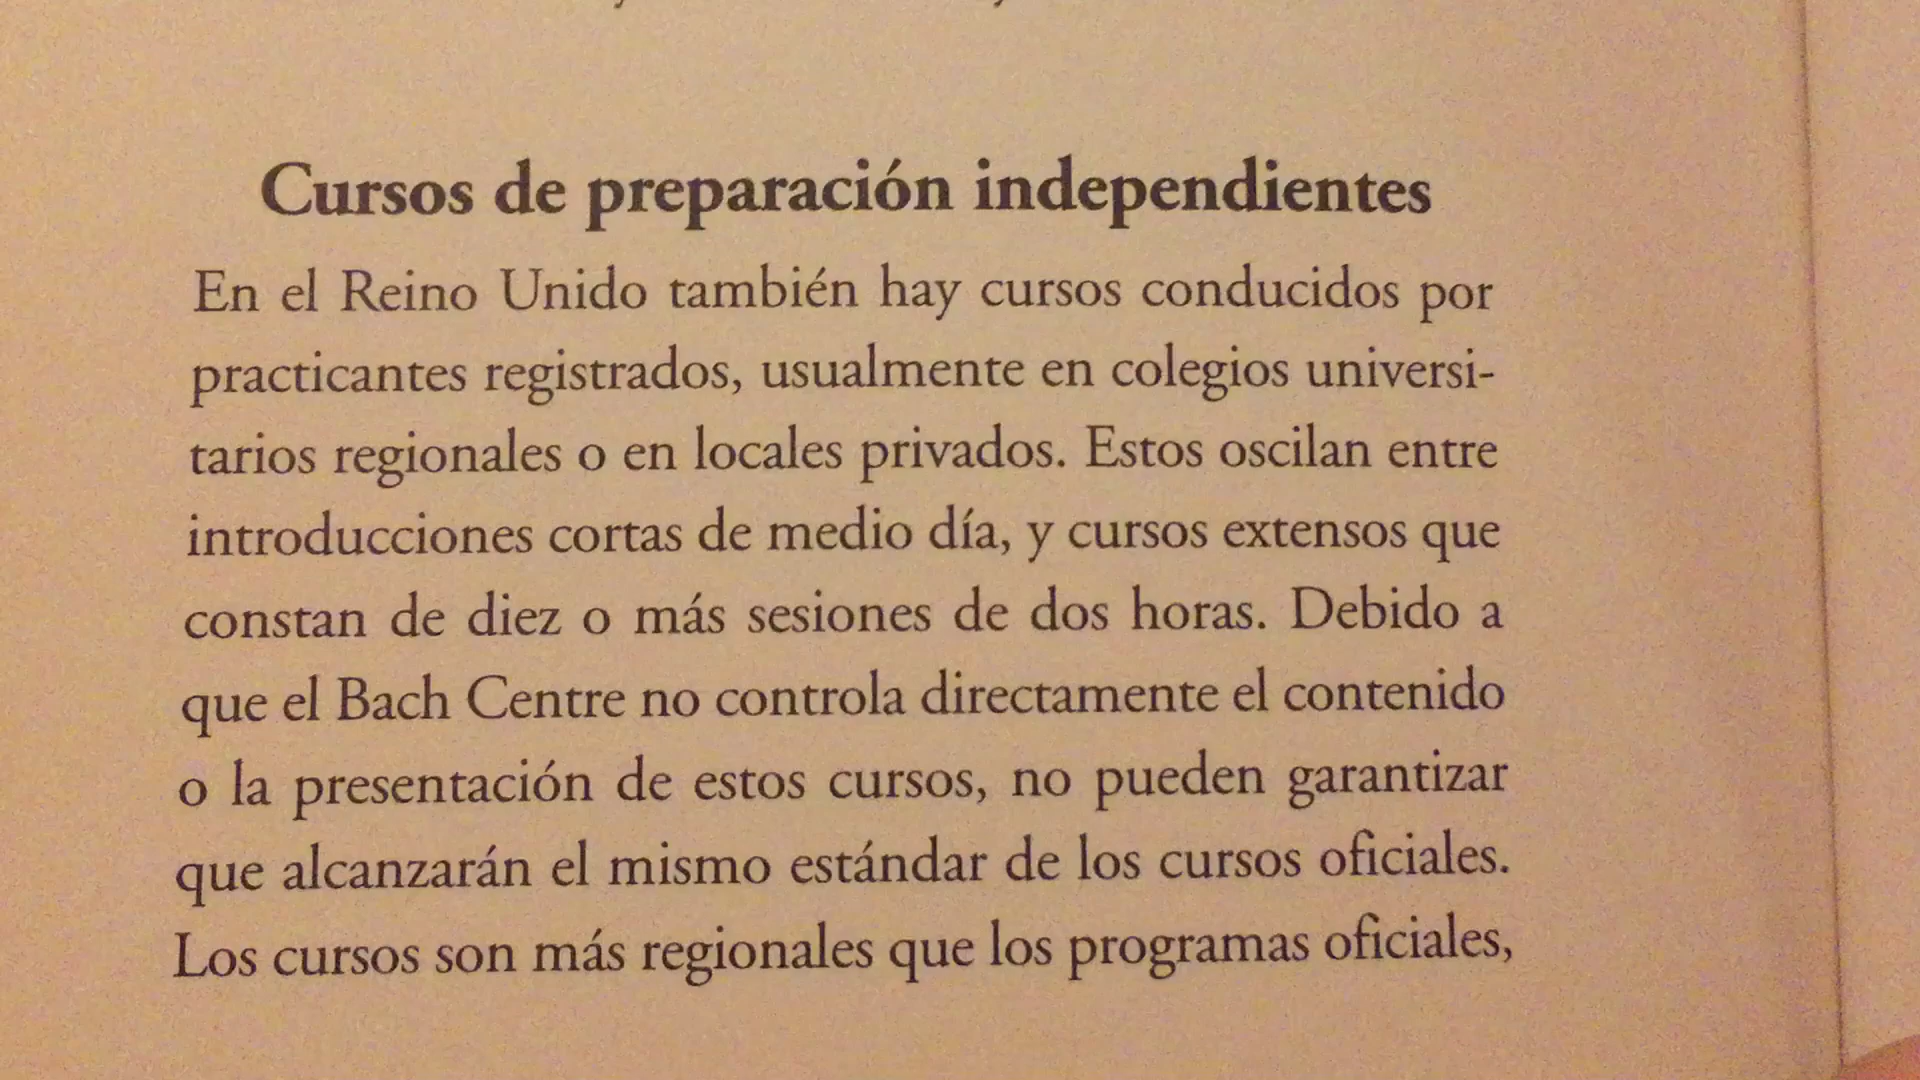 Cursos de preparación independientes
En el Reino Unido también hay cursos conducidos por
practicantes registrados, usualmente en colegios universi-
tarios regionales o en locales privados. Estos oscilan entre
introducciones cortas de medio día, y cursos extensos que
constan de diez o más sesiones de dos horas. Debido a
que el Bach Centre no controla directamente el contenido
o la presentación de estos cursos, no pueden garantizar
que alcanzarán el mismo estándar de los cursos oficiales.
Los cursos son más regionales que los programas oficiales,